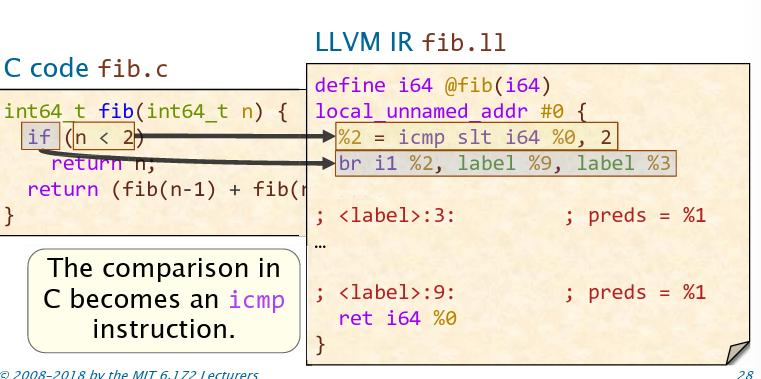 LLVM IR fib.ll
C code fib.c
int64_t fib(int64_t n) {
if (n < 2)
return n;
return (fib(n-1) + fib(
}
define i64 @fib(i64)
local_unnamed_addr #0 {
%2 = icmp slt i64 %0, 2
br i1 %2, label %9, label %3
; <label>:3: ; preds = %1
…
; <label>:9: ; preds = %1
ret i64 %0
}
The comparison in
C becomes an icmp
instruction.
© 2008–2018 by the MIT 6.172 Lecturers
28